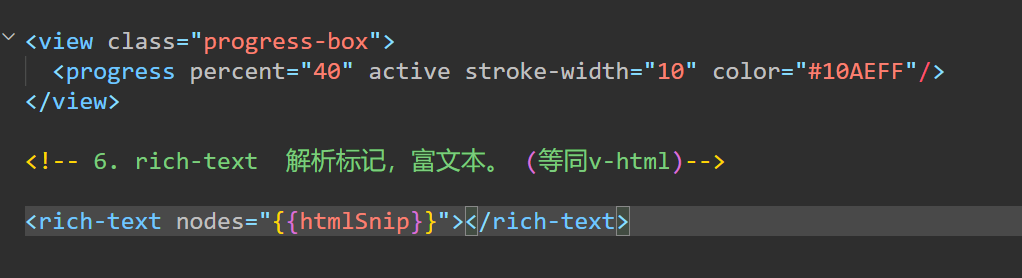 <view class="progress-box">
  <progress percent="40" active stroke-width="10" color="#10AEFF"/>
</view>
<!-- 6. rich-text  解析标记，富文本。 (等同v-html)-->
<rich-text nodes="{{htmlSnip}}"></rich-text>